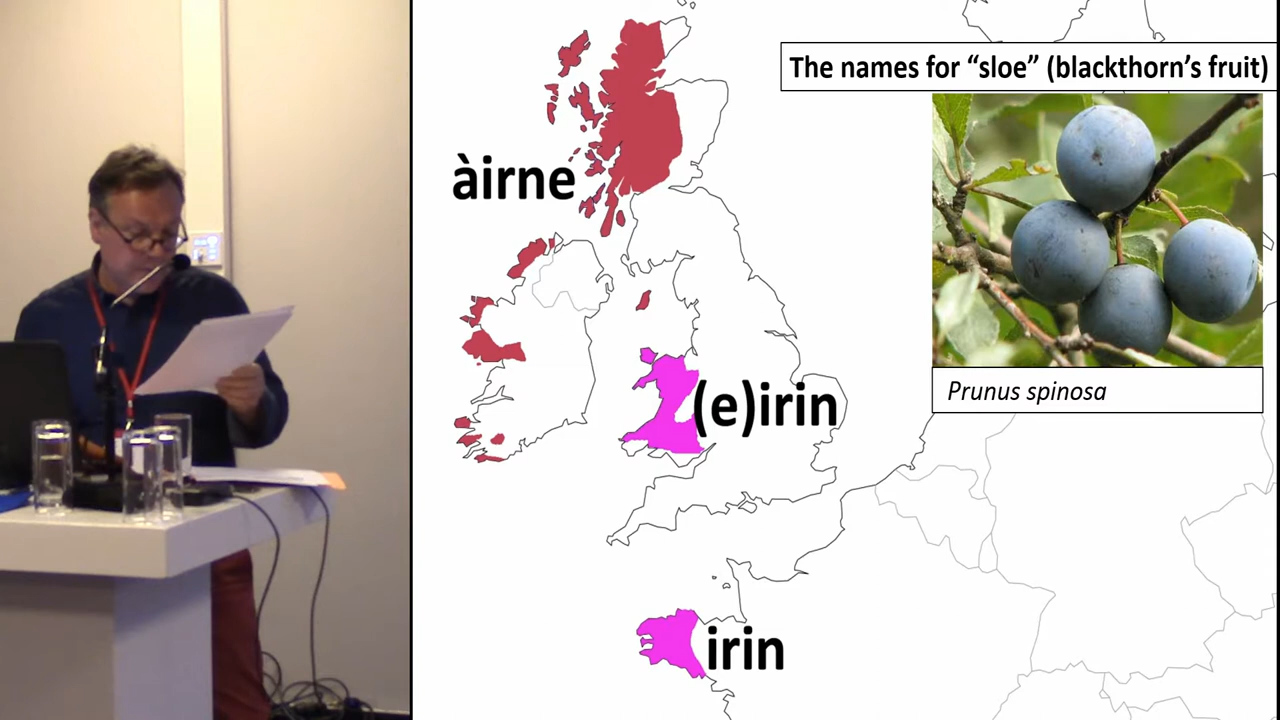 The names for “sloe” (blackthorn’s fruit)
àirne
Prunus spinosa
(e)irin
irin